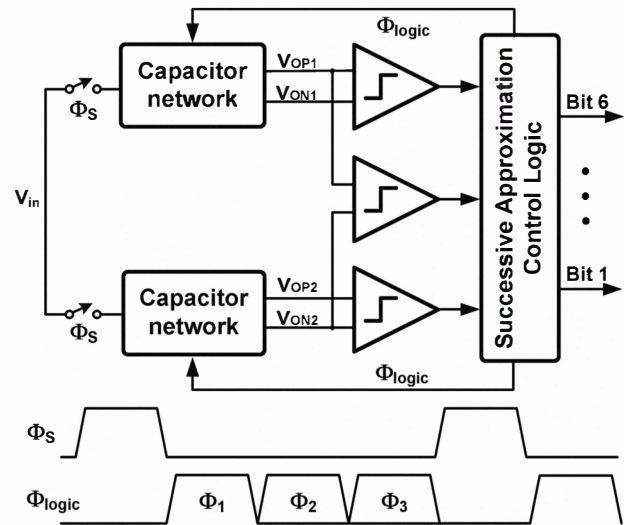 Φlogic
Capacitor
network
VOP1
VON1
ΦS
Bit 6
Vin
Successive Approximation
Control Logic
Capacitor
network
VOP2
VON2
ΦS
Bit 1
Φlogic
ΦS
Φlogic
Φ1
Φ2
Φ3